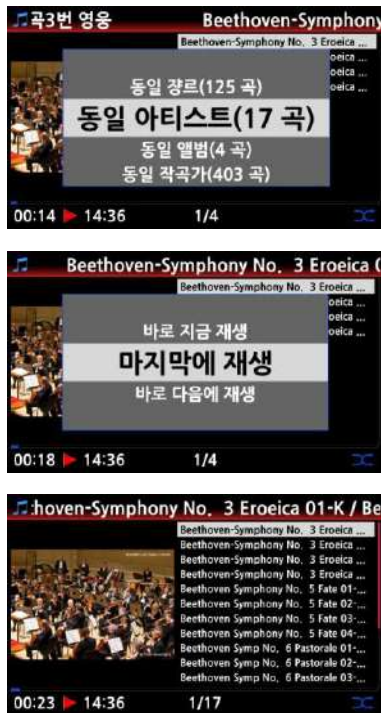 곡3번 영웅 Beethoven-Symphony
Beethoven-Symphony No. 3 Eroeica ...
oeica ...
oeica ...
oeica ...
동일 쟝르(125 곡)
동일 아티스트(17 곡)
동일 앨범(4 곡)
동일 작곡가(403 곡)
00:14 14:36 1/4
Beethoven-Symphony No. 3 Eroeica 0
Beethoven-Symphony No. 3 Eroeica ...
oeica ...
oeica ...
oeica ...
바로 지금 재생
마지막에 재생
바로 다음에 재생
00:18 14:36 1/4
:hoven-Symphony No. 3 Eroeica 01-K / Be
Beethoven-Symphony No. 3 Eroeica ...
Beethoven-Symphony No. 3 Eroeica ...
Beethoven-Symphony No. 3 Eroeica ...
Beethoven-Symphony No. 3 Eroeica ...
Beethoven Symphony No. 5 Fate 01-...
Beethoven Symphony No. 5 Fate 02-...
Beethoven Symphony No. 5 Fate 03-...
Beethoven Symphony No. 5 Fate 04-...
Beethoven Symp No. 6 Pastorale 01-...
Beethoven Symp No. 6 Pastorale 02-...
Beethoven Symp No. 6 Pastorale 03-...
00:23 14:36 1/17